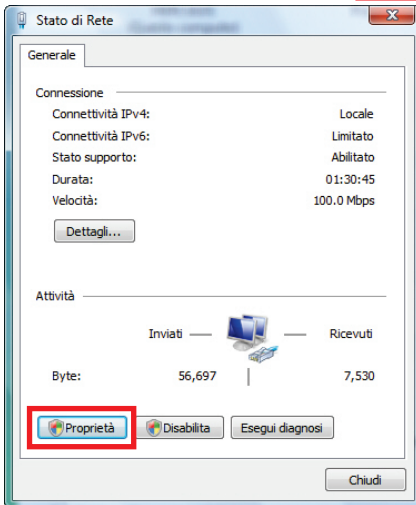 Stato di Rete
Generale
Connessione
Connettività IPv4: Locale
Connettività IPv6: Limitato
Stato supporto: Abilitato
Durata: 01:30:45
Velocità: 100.0 Mbps
Dettagli...
Attività
Inviati Ricevuti
Byte: 56,697 7,530
Proprietà Disabilita Esegui diagnosi
Chiudi